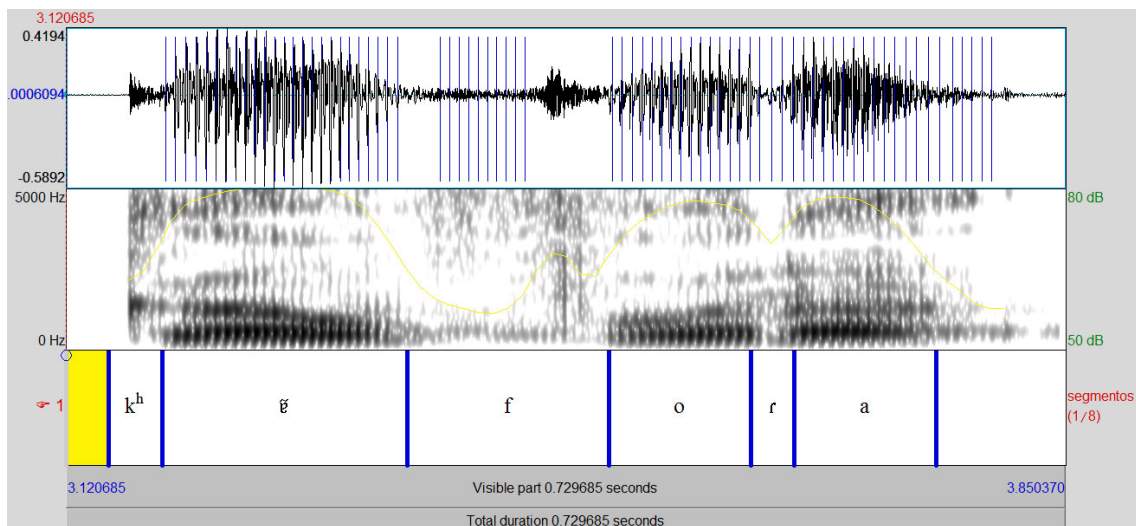 3.120685
0.4194
.0006094
-0.5892
5000 Hz
80 dB
0 Hz
50 dB
☞ 1
kʰ ɐ̃ f o ɾ a
segmentos
(1/8)
3.120685 Visible part 0.729685 seconds 3.850370
Total duration 0.729685 seconds